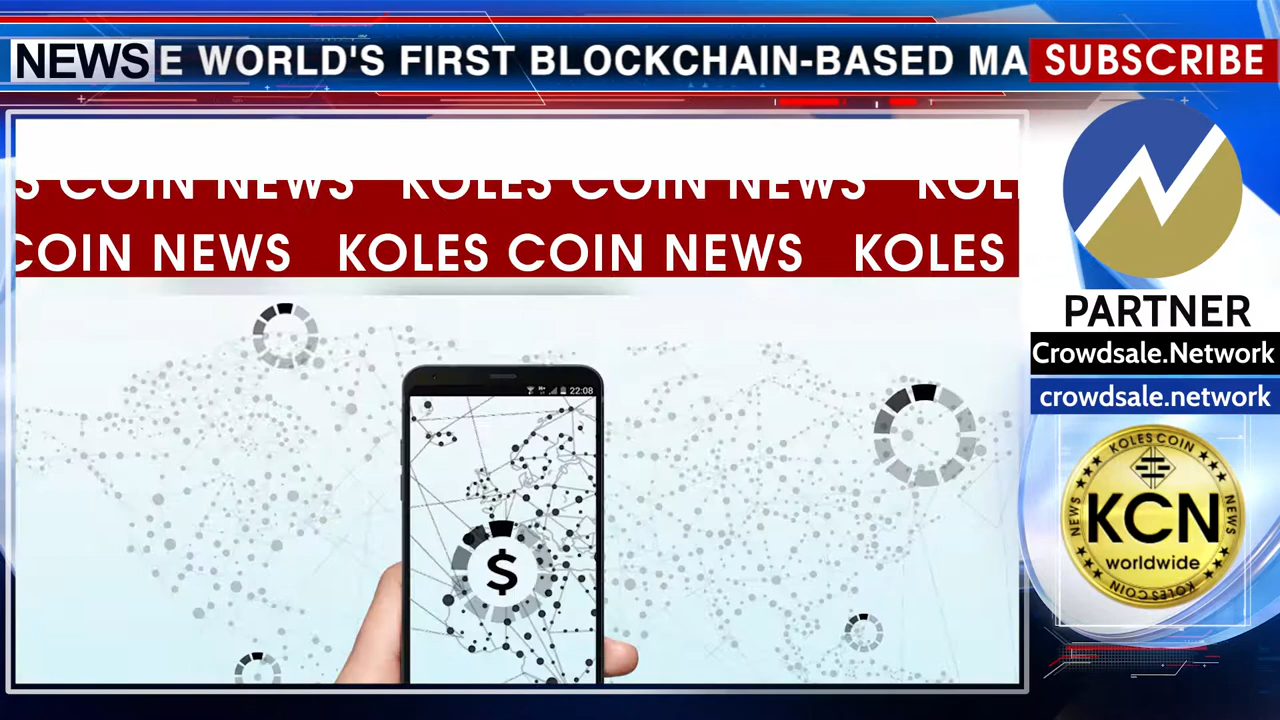 NEWS
E WORLD'S FIRST BLOCKCHAIN-BASED MA
SUBSCRIBE
S COIN NEWS KOLES COIN NEWS KOL
COIN NEWS KOLES COIN NEWS KOLES
22:08
$
PARTNER
Crowdsale.Network
crowdsale.network
KOLES COIN
NEWS
KCN
NEWS
worldwide
KOLES COIN